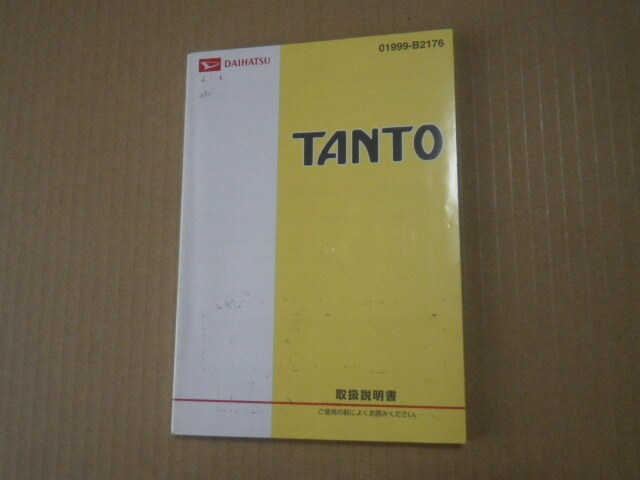 01999-B2176
DAIHATSU
TANTO
取扱説明書
ご使用の前によくお読みください。